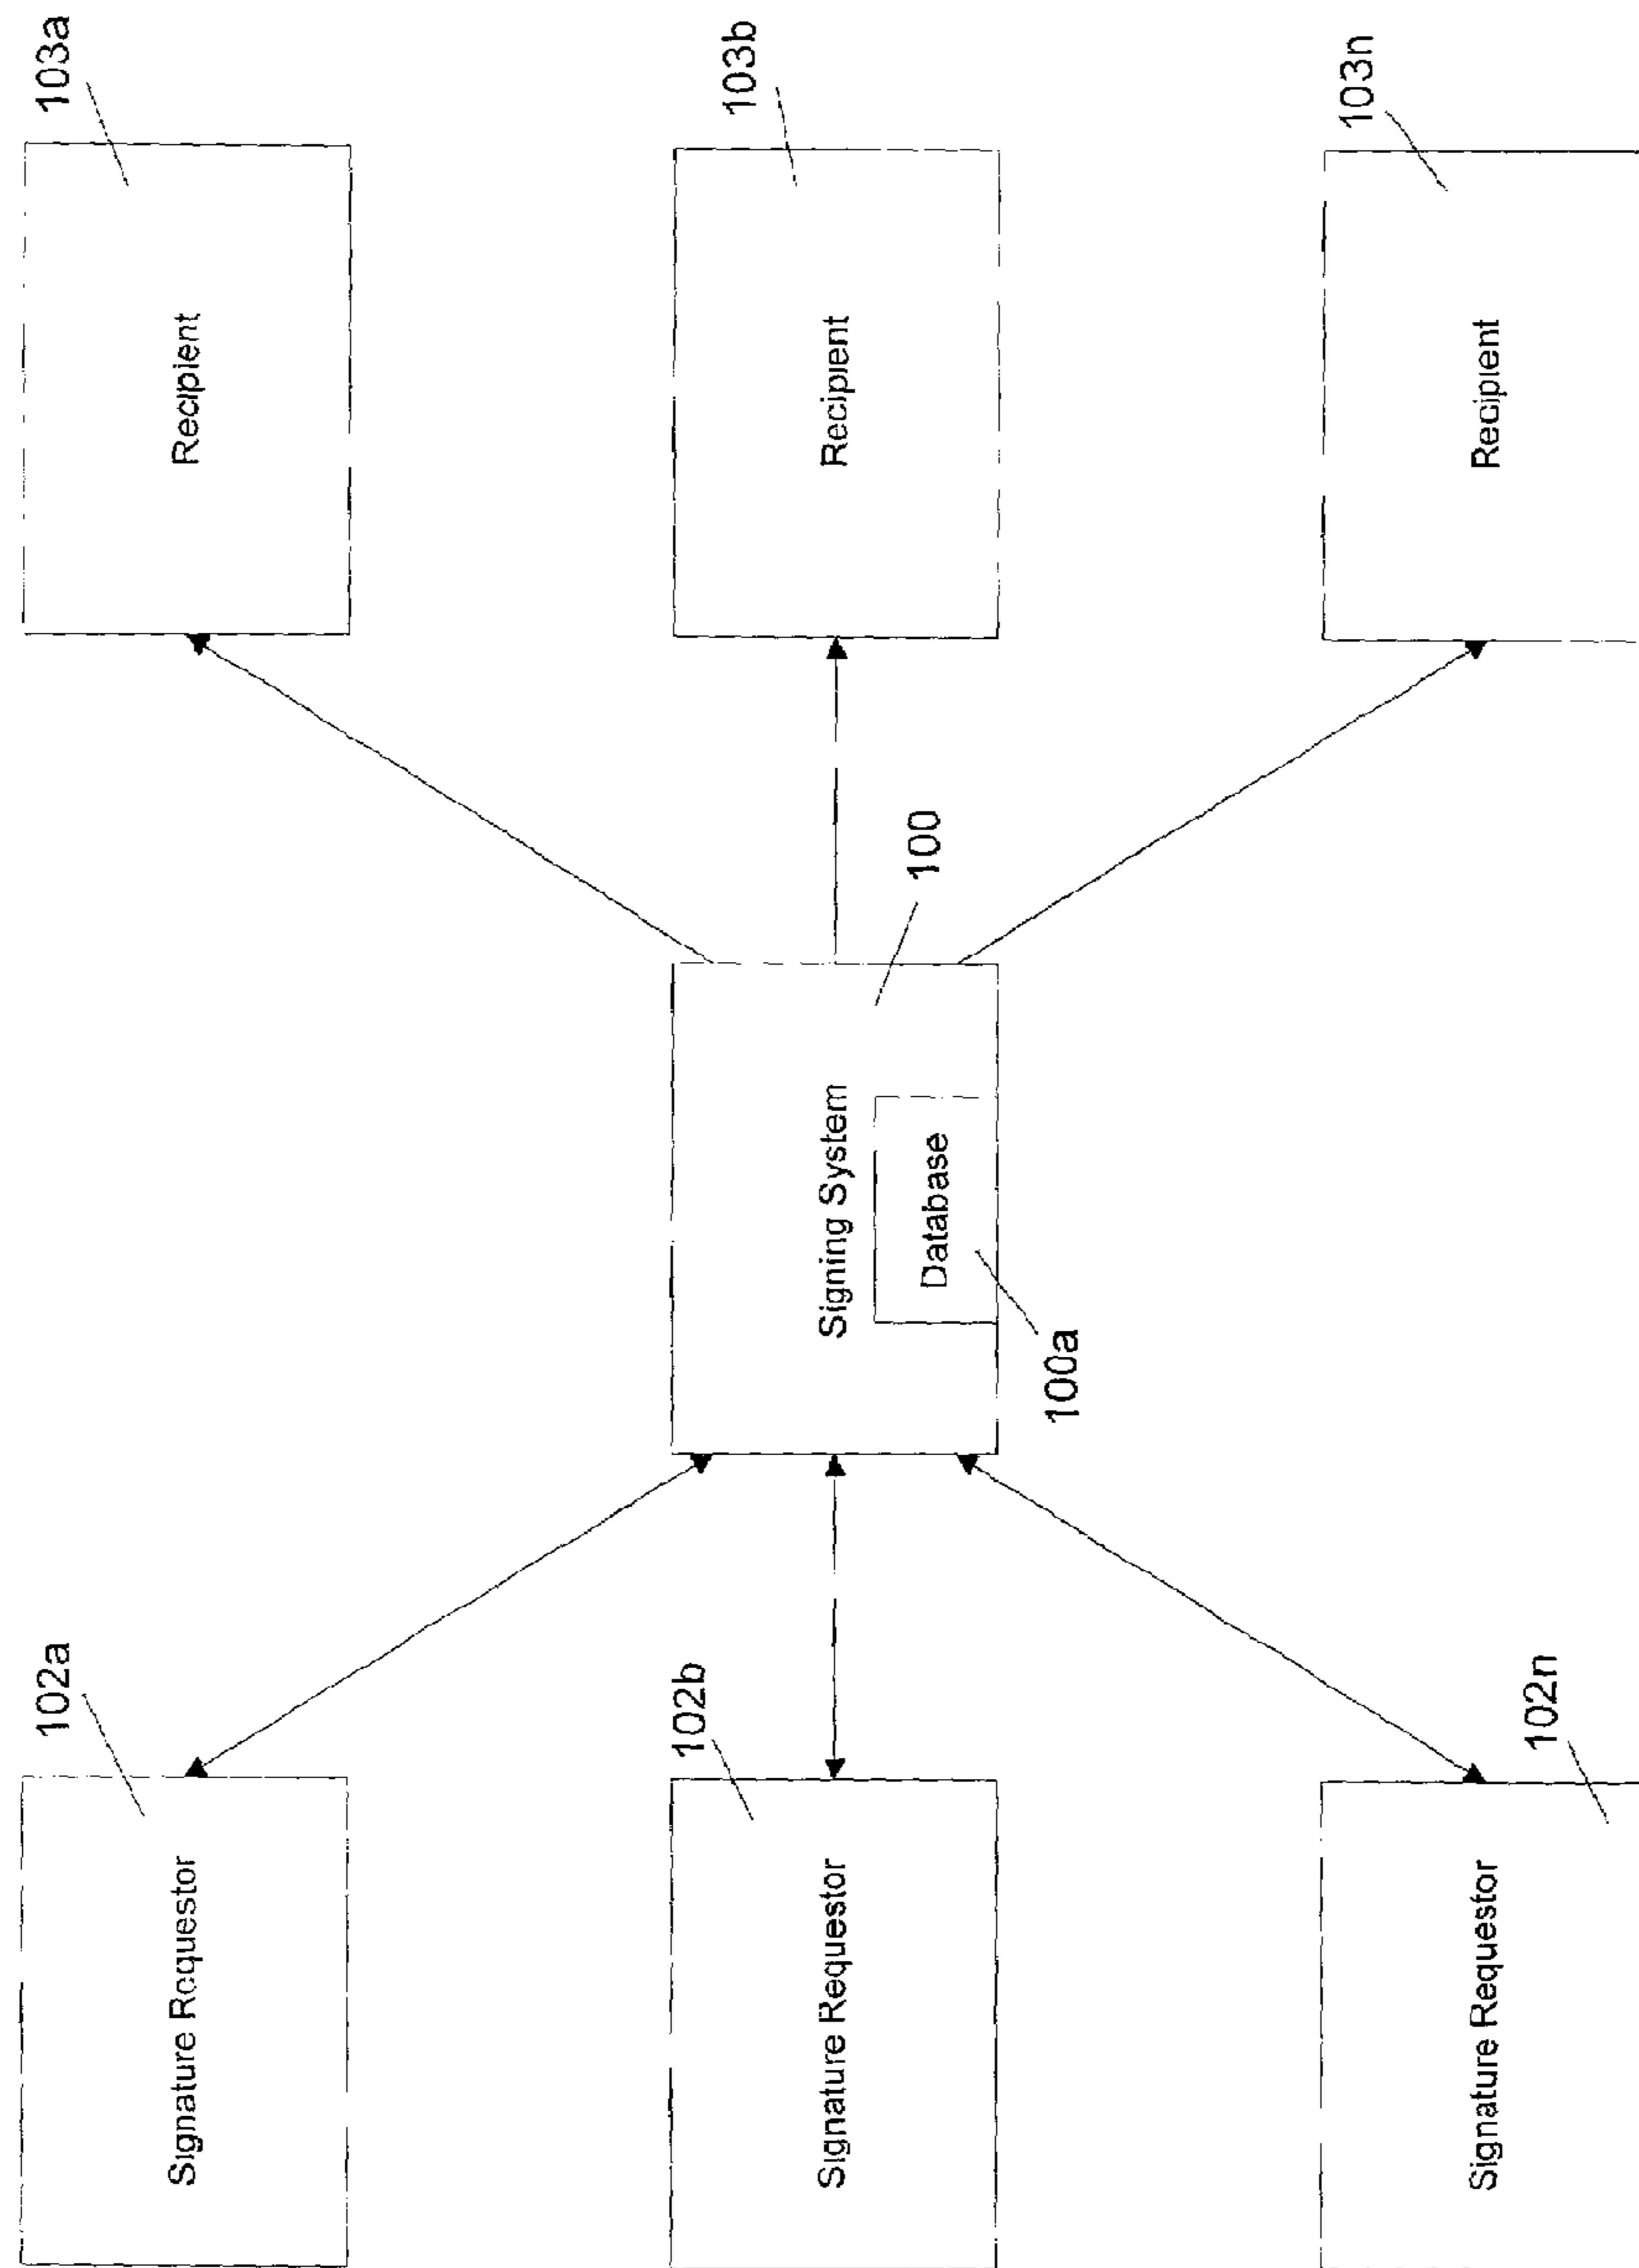 102a
Signature Requestor
102b
Signature Requestor
102n
Signature Requestor
100
Signing System
Database
100a
103a
Recipient
103b
Recipient
103n
Recipient